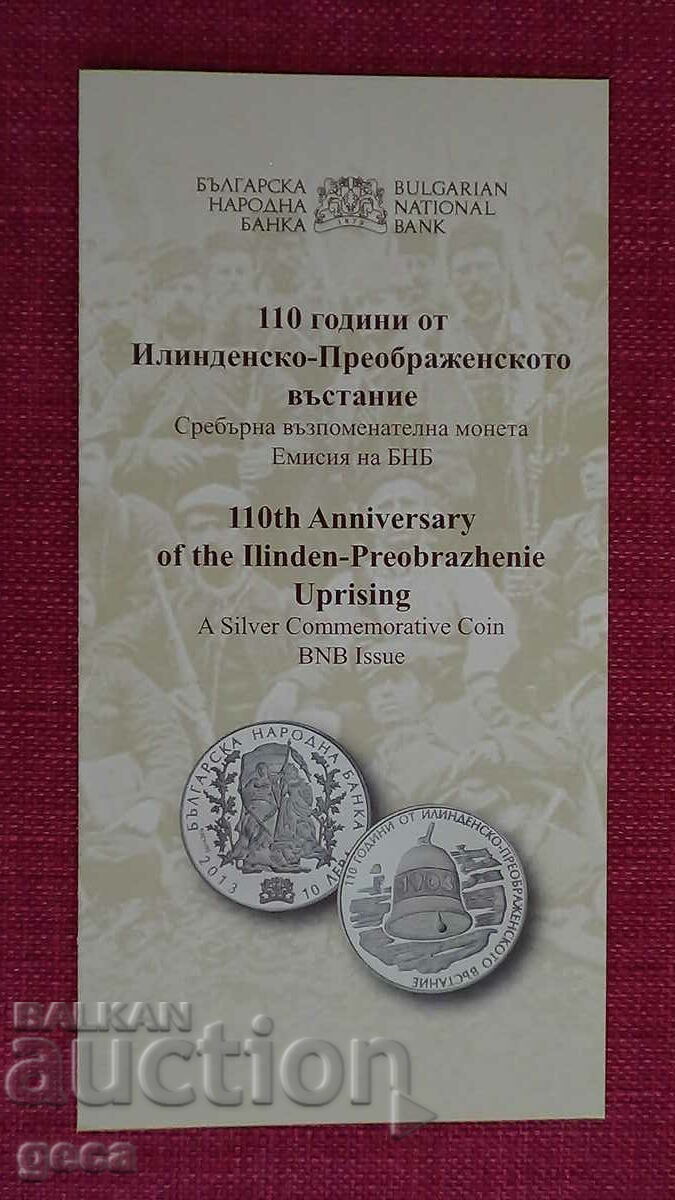 БЪЛГАРСКА
НАРОДНА
БАНКА
1879
BULGARIAN
NATIONAL
BANK
110 години от
Илинденско-Преображенското
въстание
Сребърна възпоменателна монета
Емисия на БНБ
110th Anniversary
of the Ilinden-Preobrazhenie
Uprising
A Silver Commemorative Coin
BNB Issue
БЪЛГАРСКА НАРОДНА БАНКА
2013 10 ЛЕВА
110 ГОДИНИ ОТ ИЛИНДЕНСКО-ПРЕОБРАЖЕНСКОТО ВЪСТАНИЕ
1903
BALKAN
auction
geca